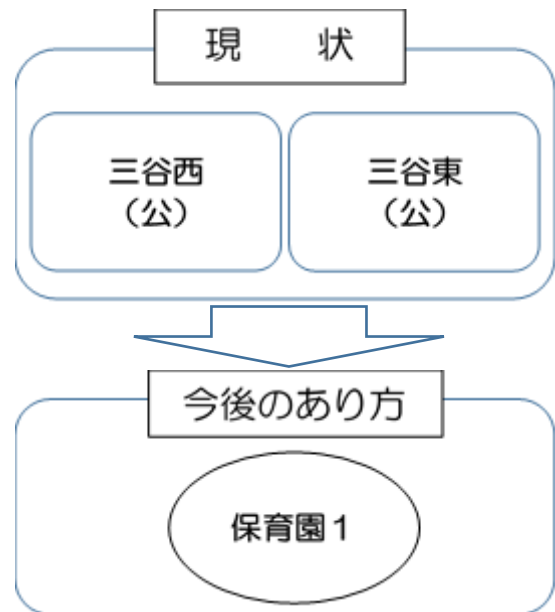 現　　状
三谷西
（公）
三谷東
（公）
今後のあり方
保育園１